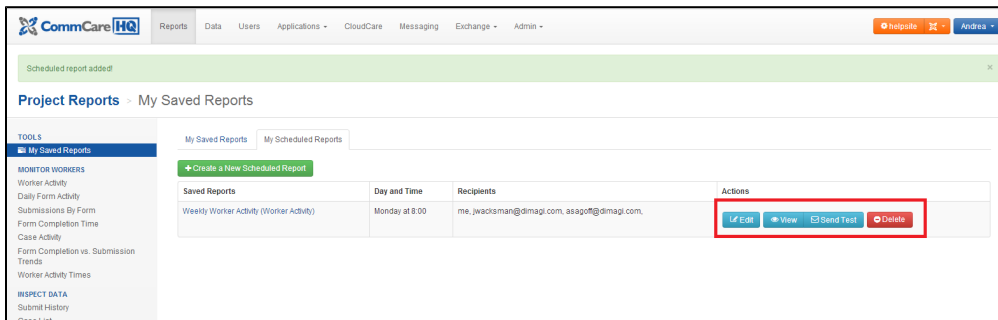 CommCare HQ Reports Data Users Applications CloudCare Messaging Exchange Admin helpsite Andrea
Scheduled report added! ×
Project Reports > My Saved Reports
TOOLS
My Saved Reports
MONITOR WORKERS
Worker Activity
Daily Form Activity
Submissions By Form
Form Completion Time
Case Activity
Form Completion vs. Submission
Trends
Worker Activity Times
INSPECT DATA
Submit History
My Saved Reports My Scheduled Reports
+ Create a New Scheduled Report
Saved Reports Day and Time Recipients Actions
Weekly Worker Activity (Worker Activity) Monday at 8:00 me, jwacksman@dimagi.com, asagoff@dimagi.com, Edit View Send Test Delete